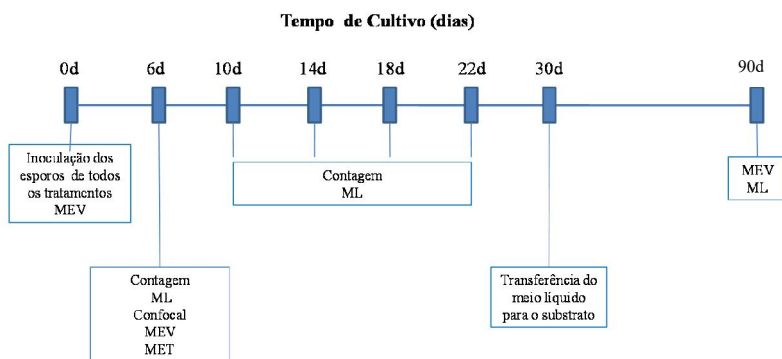 Tempo de Cultivo (dias)
0d 6d 10d 14d 18d 22d 30d 90d
Inoculação dos
esporos de todos
os tratamentos
MEV
Contagem
ML
MEV
ML
Contagem
ML
Confocal
MEV
MET
Transferência do
meio líquido
para o substrato